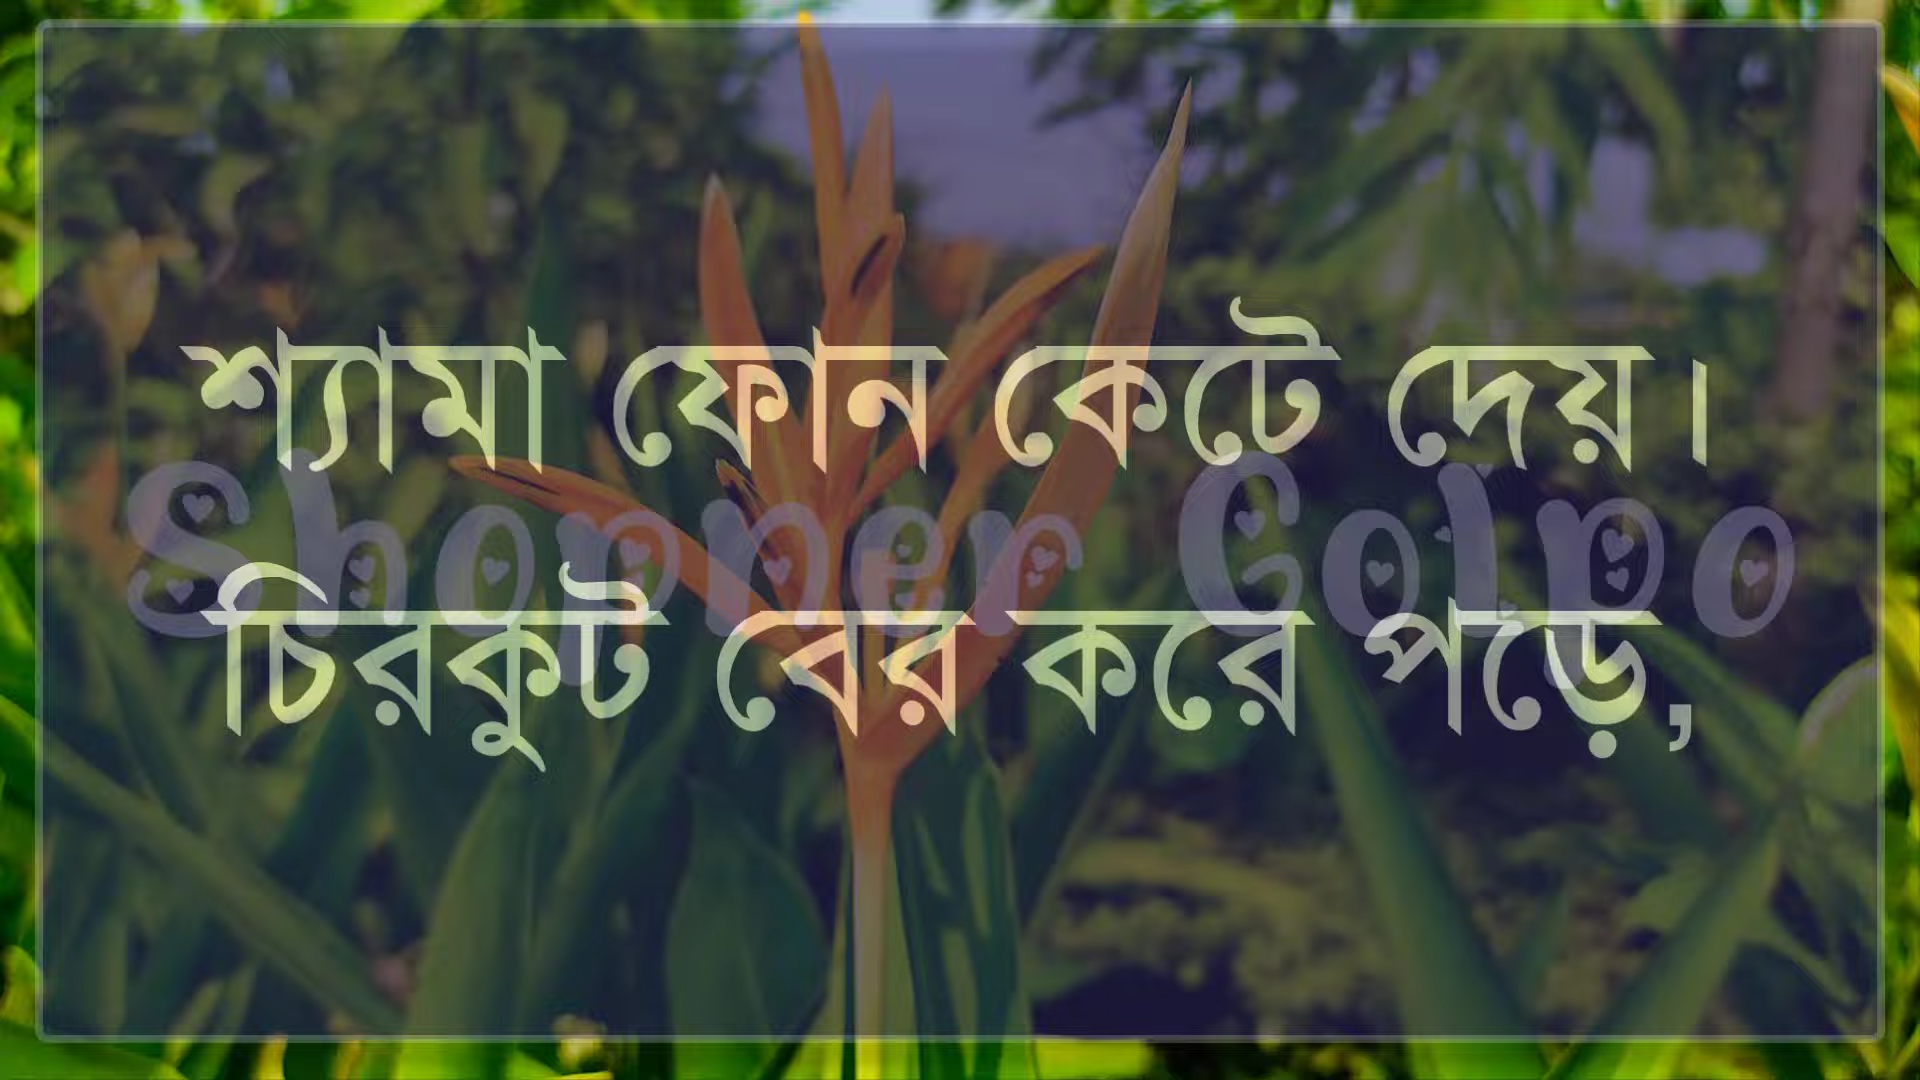 শ্যামা ফোন কেটে দেয়।
Shopner Golpo
চিরকুট বের করে পড়ে,